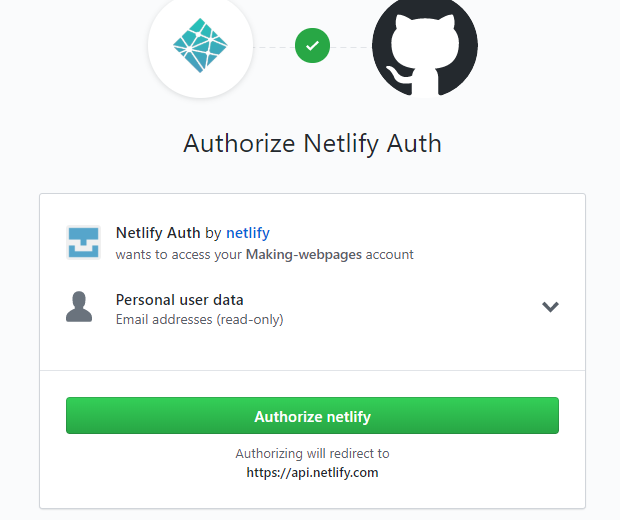 Authorize Netlify Auth
Netlify Auth by netlify
wants to access your Making-webpages account
Personal user data
Email addresses (read-only)
Authorize netlify
Authorizing will redirect to
https://api.netlify.com